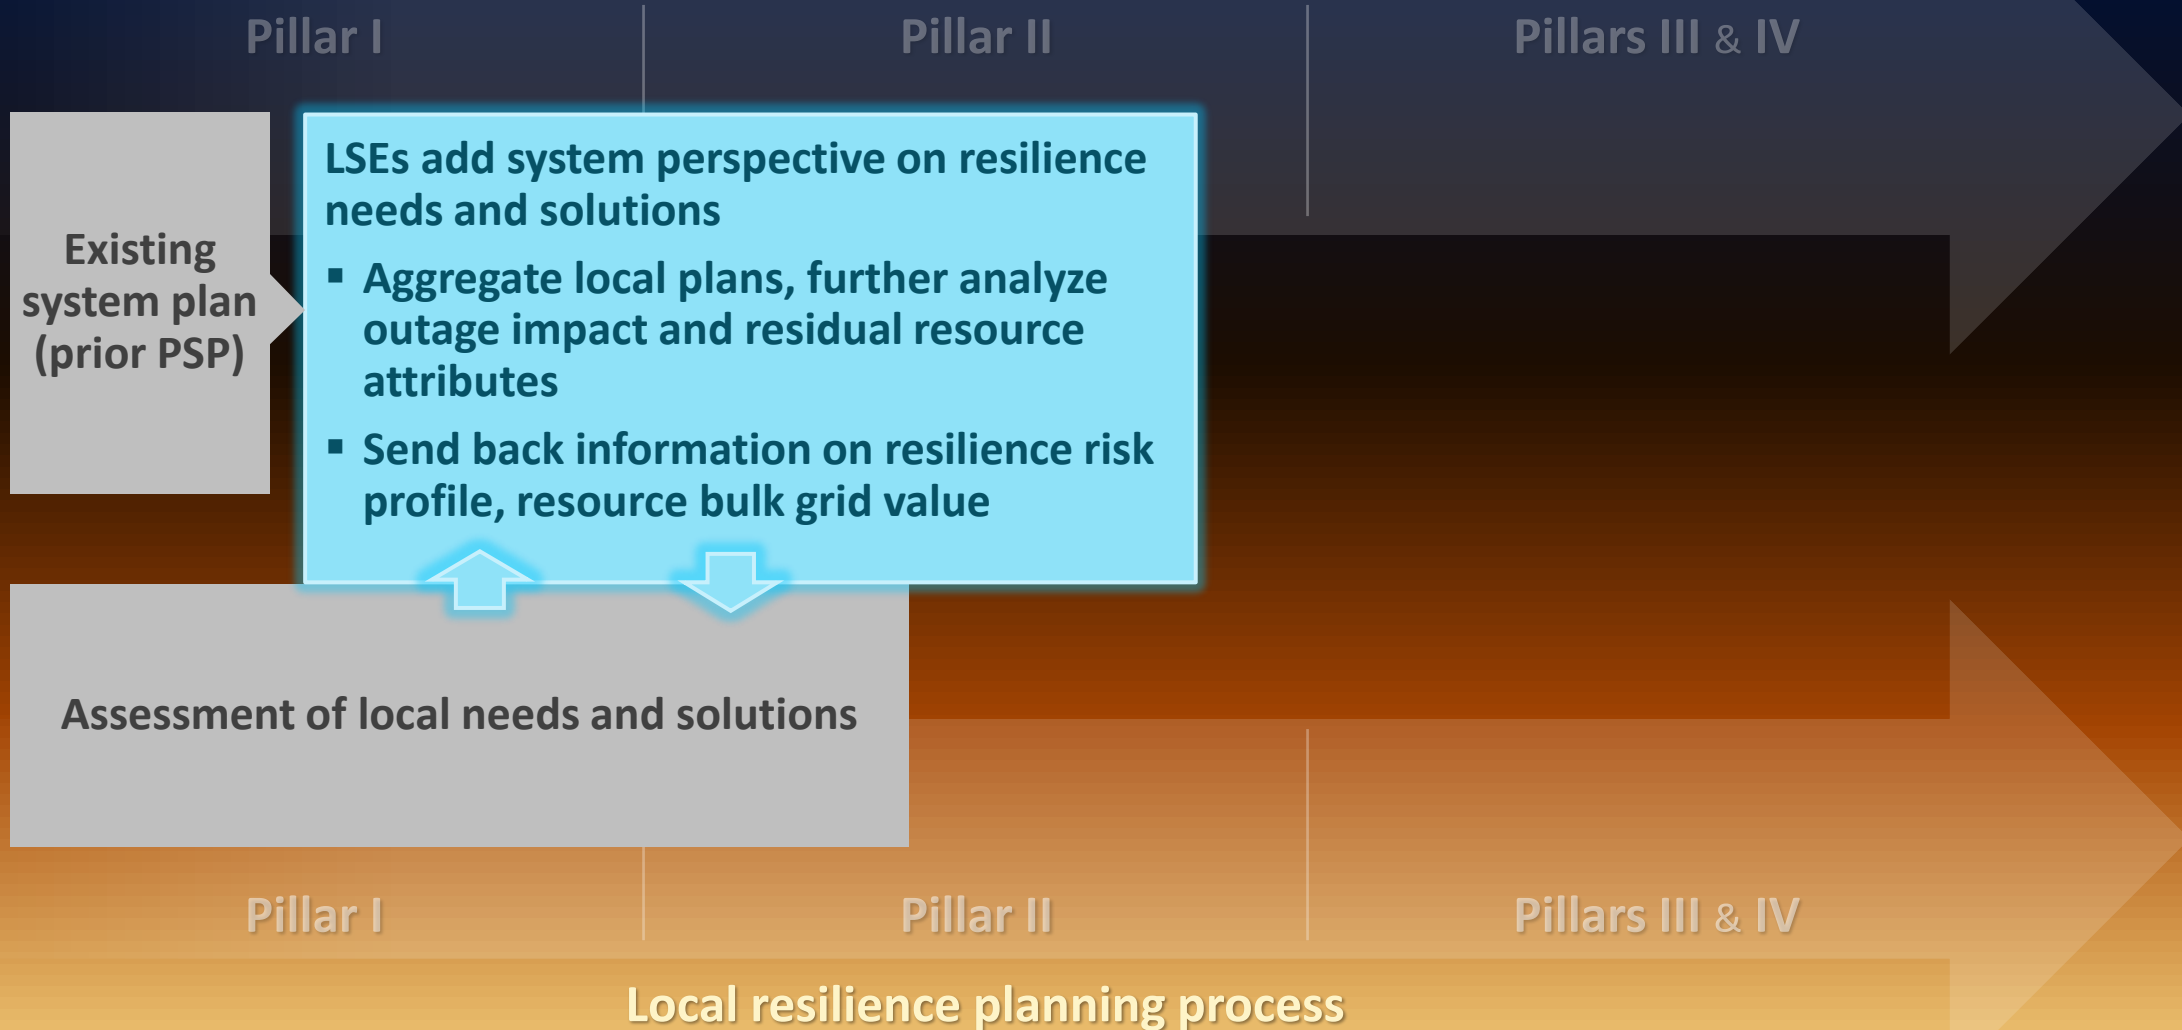 Pillar I
Pillar II
Pillars III & IV
Existing
system plan
(prior PSP)
LSEs add system perspective on resilience
needs and solutions
▪ Aggregate local plans, further analyze
outage impact and residual resource
attributes
▪ Send back information on resilience risk
profile, resource bulk grid value
Assessment of local needs and solutions
Pillar I
Pillar II
Pillars III & IV
Local resilience planning process